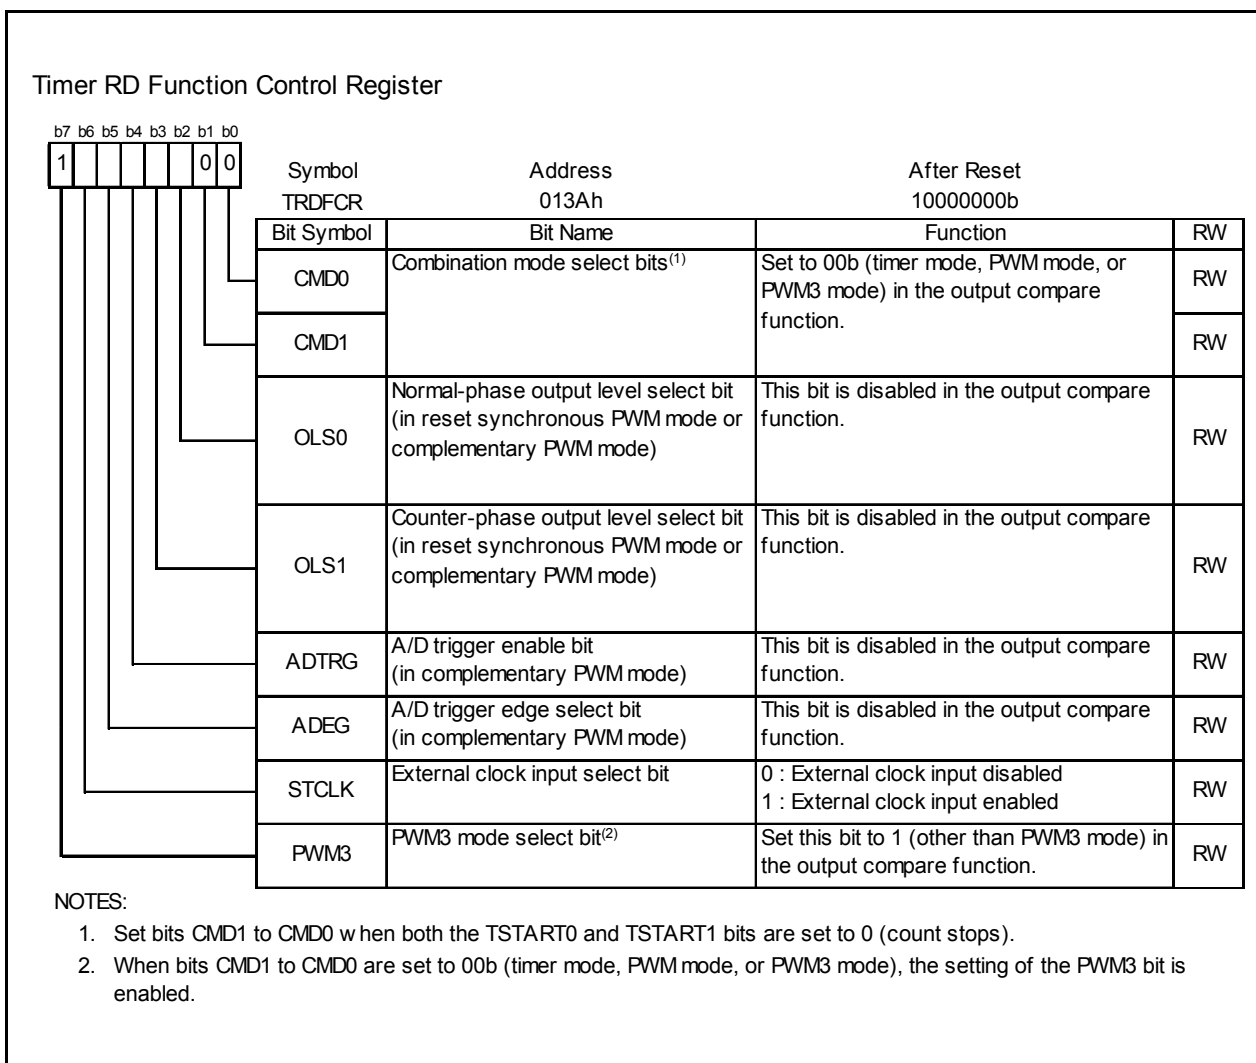 Timer RD Function Control Register
b7 b6 b5 b4 b3 b2 b1 b0
1 0 0
Symbol Address After Reset
TRDFCR 013Ah 10000000b
Bit Symbol Bit Name Function RW
CMD0 Combination mode select bits(1) Set to 00b (timer mode, PWM mode, or RW
PWM3 mode) in the output compare
function.
CMD1 RW
Normal-phase output level select bit This bit is disabled in the output compare
(in reset synchronous PWM mode or function.
OLS0 complementary PWM mode) RW
Counter-phase output level select bit This bit is disabled in the output compare
(in reset synchronous PWM mode or function.
OLS1 complementary PWM mode) RW
ADTRG A/D trigger enable bit This bit is disabled in the output compare RW
(in complementary PWM mode) function.
ADEG A/D trigger edge select bit This bit is disabled in the output compare RW
(in complementary PWM mode) function.
STCLK External clock input select bit 0 : External clock input disabled RW
1 : External clock input enabled
PWM3 PWM3 mode select bit(2) Set this bit to 1 (other than PWM3 mode) in RW
the output compare function.
NOTES:
1. Set bits CMD1 to CMD0 when both the TSTART0 and TSTART1 bits are set to 0 (count stops).
2. When bits CMD1 to CMD0 are set to 00b (timer mode, PWM mode, or PWM3 mode), the setting of the PWM3 bit is
enabled.